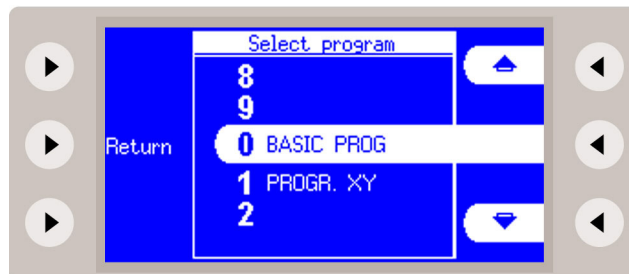 Select program
8
9
Return 0 BASIC PROG
1 PROGR. XY
2